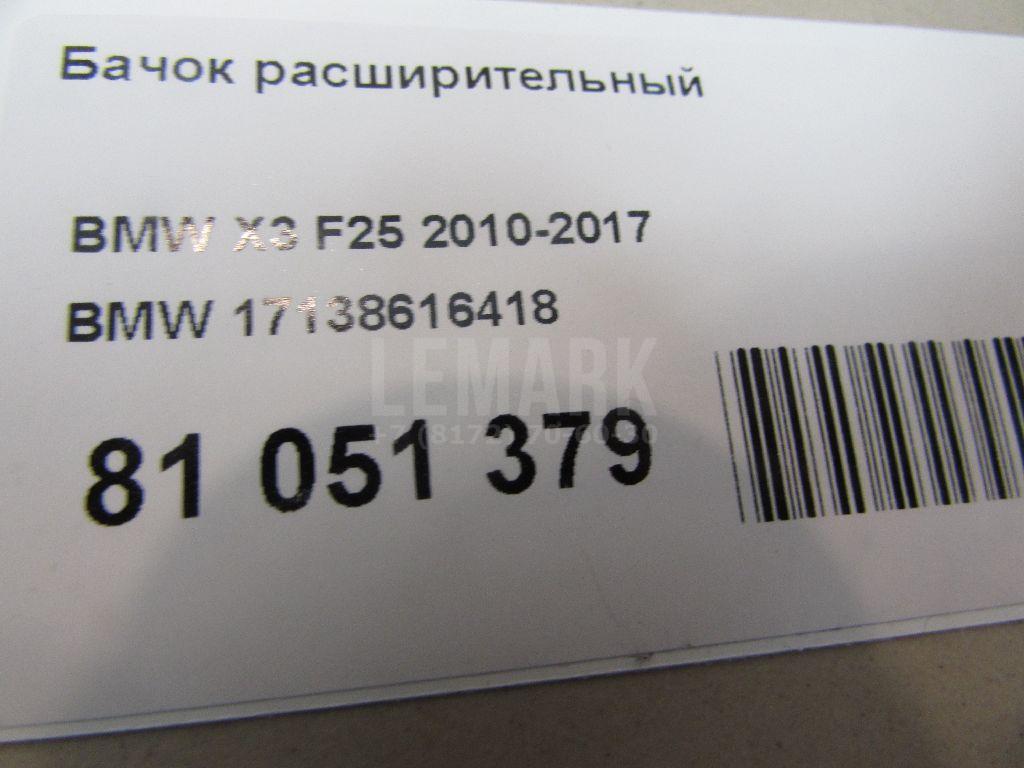 Бачок расширительный
BMW X3 F25 2010-2017
BMW 17138616418
LEMARK
81 051 379